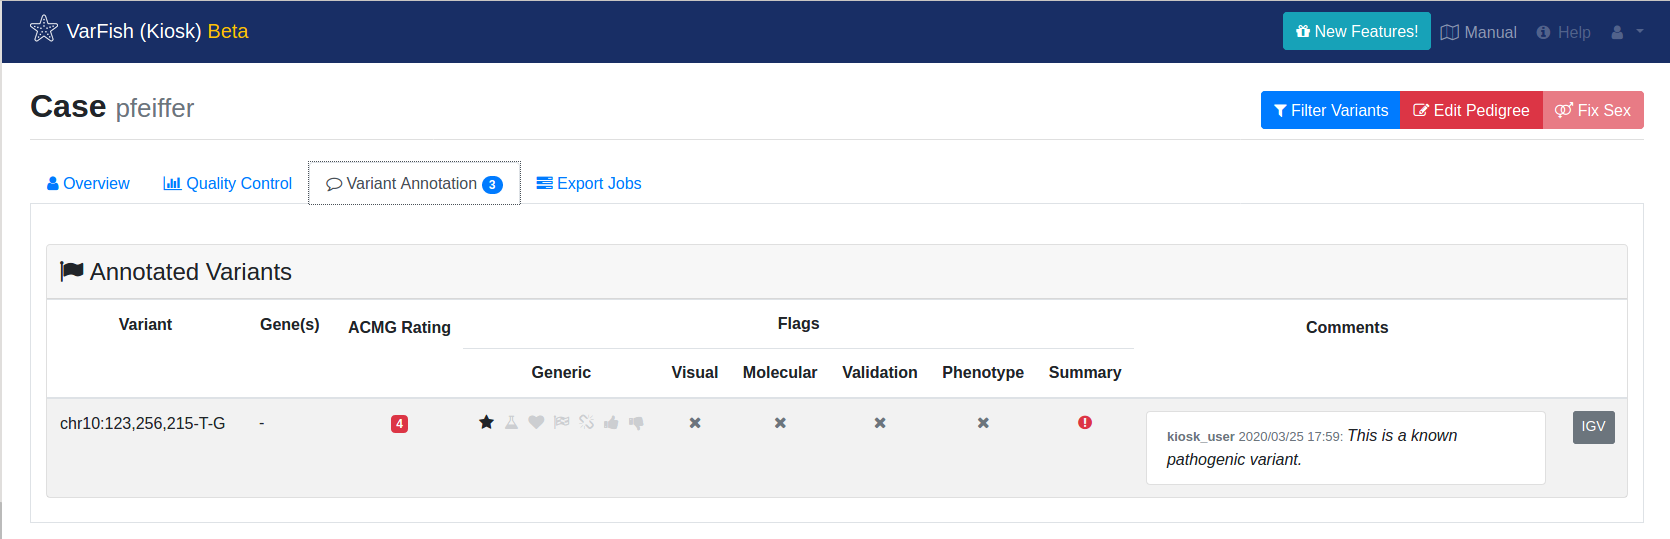 VarFish (Kiosk) Beta
New Features! Manual Help
Case pfeiffer
Filter Variants Edit Pedigree Fix Sex
Overview Quality Control Variant Annotation 3 Export Jobs
Annotated Variants
Variant Gene(s) ACMG Rating Flags Comments
Generic Visual Molecular Validation Phenotype Summary
chr10:123,256,215-T-G - 4 IGV
kiosk_user 2020/03/25 17:59: This is a known
pathogenic variant.